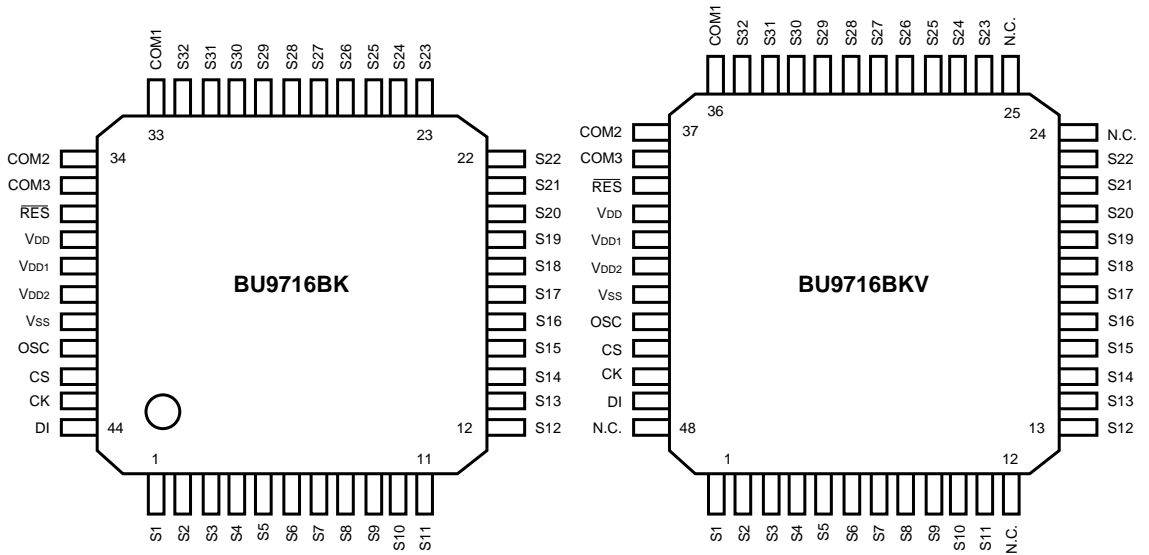 COM1 S32 S31 S30 S29 S28 S27 S26 S25 S24 S23
33 23
COM2 34 22 S22
COM3 S21
RES S20
VDD S19
VDD1 S18
VDD2 BU9716BK S17
VSS S16
OSC S15
CS S14
CK S13
DI 44 12 S12
1 11
S1 S2 S3 S4 S5 S6 S7 S8 S9 S10 S11
COM1 S32 S31 S30 S29 S28 S27 S26 S25 S24 S23 N.C.
36 25
COM2 37 24 N.C.
COM3 S22
RES S21
VDD S20
VDD1 S19
VDD2 BU9716BKV S18
VSS S17
OSC S16
CS S15
CK S14
DI S13
N.C. 48 13 S12
1 12
S1 S2 S3 S4 S5 S6 S7 S8 S9 S10 S11 N.C.